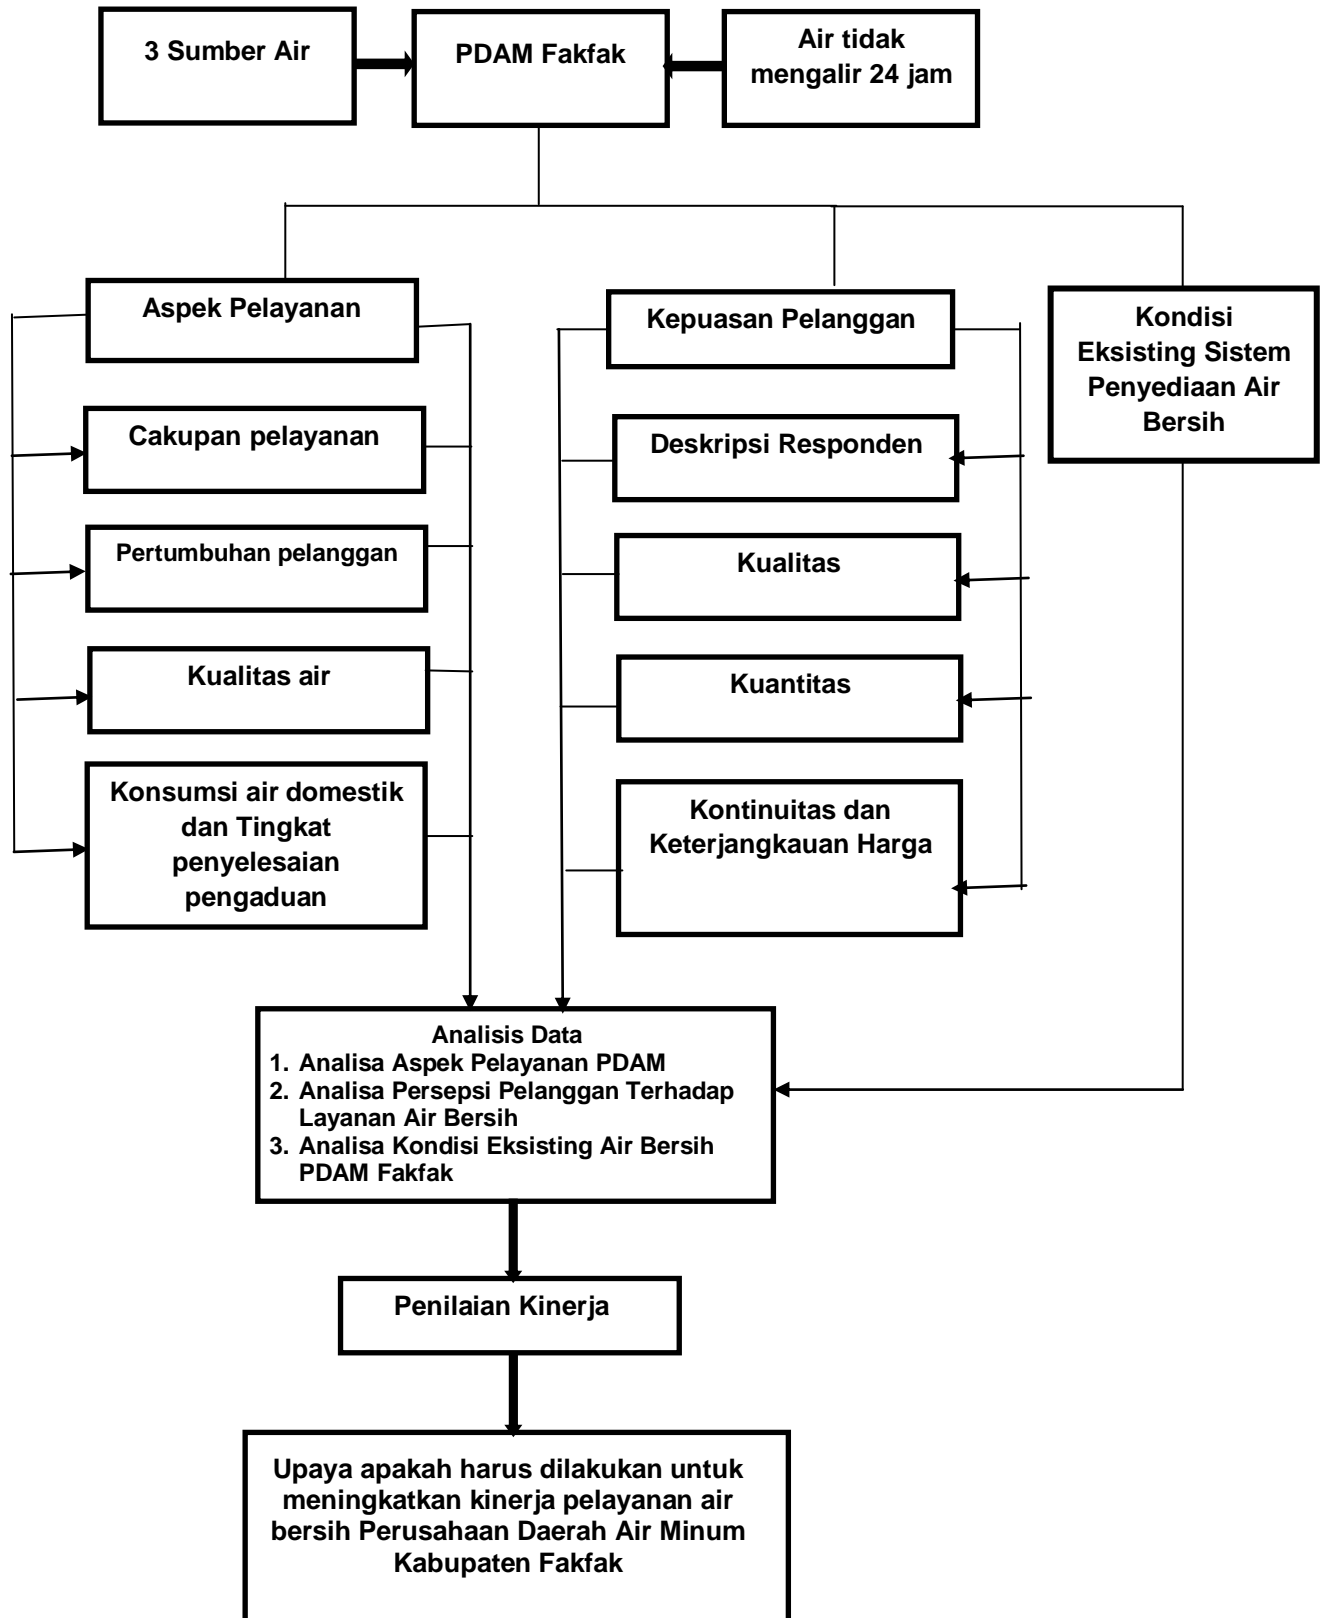 3 Sumber Air
PDAM Fakfak
Air tidak
mengalir 24 jam
Aspek Pelayanan
Cakupan pelayanan
Pertumbuhan pelanggan
Kualitas air
Konsumsi air domestik
dan Tingkat
penyelesaian
pengaduan
Kepuasan Pelanggan
Deskripsi Responden
Kualitas
Kuantitas
Kontinuitas dan
Keterjangkauan Harga
Kondisi
Eksisting Sistem
Penyediaan Air
Bersih
Analisis Data
1. Analisa Aspek Pelayanan PDAM
2. Analisa Persepsi Pelanggan Terhadap
Layanan Air Bersih
3. Analisa Kondisi Eksisting Air Bersih
PDAM Fakfak
Penilaian Kinerja
Upaya apakah harus dilakukan untuk
meningkatkan kinerja pelayanan air
bersih Perusahaan Daerah Air Minum
Kabupaten Fakfak